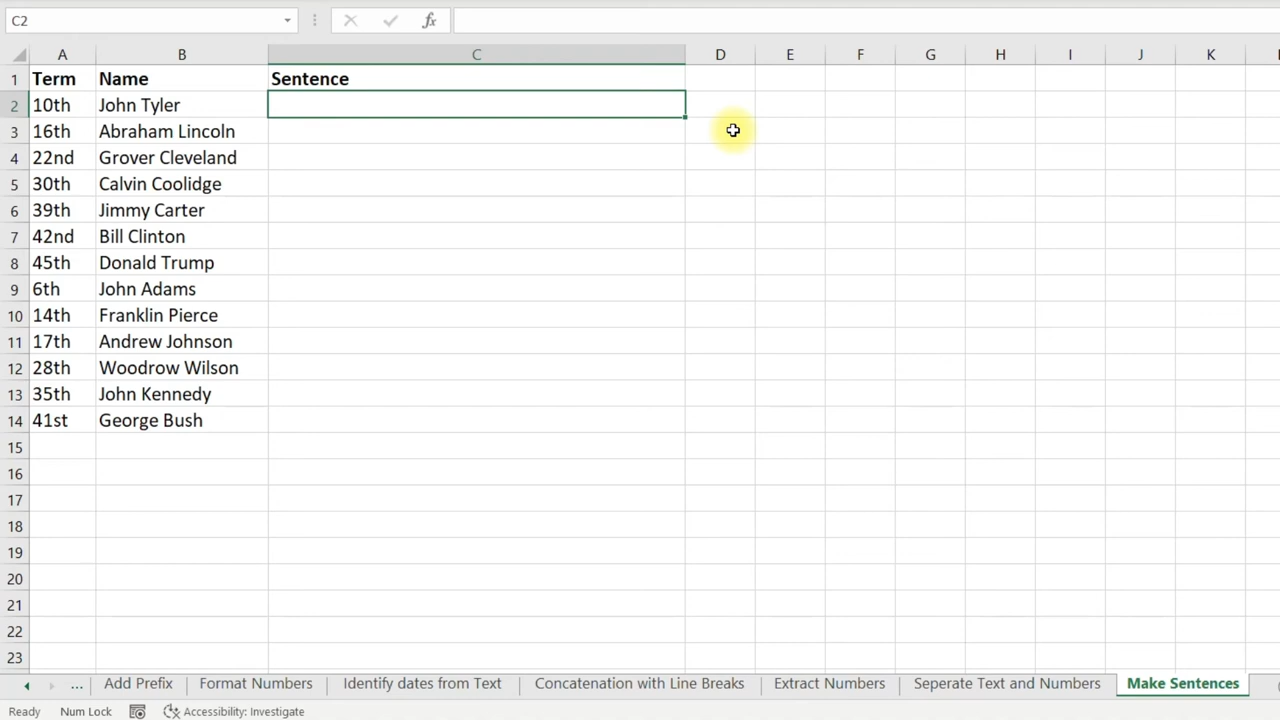 C2
fx
A B C D E F G H I J K
1 Term Name Sentence
2 10th John Tyler
3 16th Abraham Lincoln
4 22nd Grover Cleveland
5 30th Calvin Coolidge
6 39th Jimmy Carter
7 42nd Bill Clinton
8 45th Donald Trump
9 6th John Adams
10 14th Franklin Pierce
11 17th Andrew Johnson
12 28th Woodrow Wilson
13 35th John Kennedy
14 41st George Bush
15
16
17
18
19
20
21
22
23
... Add Prefix Format Numbers Identify dates from Text Concatenation with Line Breaks Extract Numbers Seperate Text and Numbers Make Sentences
Ready Num Lock Accessibility: Investigate